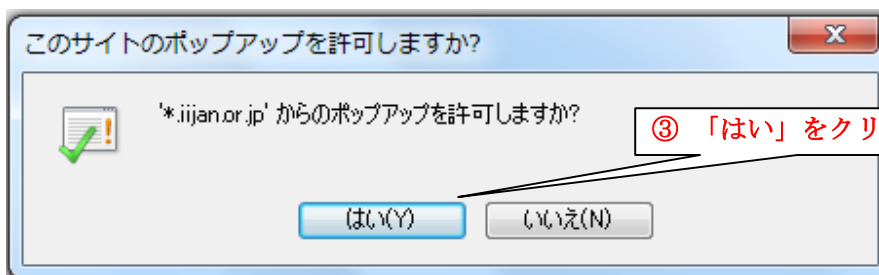 このサイトのポップアップを許可しますか?
'*.iijan.or.jp' からのポップアップを許可しますか?
③ 「はい」をクリ
はい(Y)
いいえ(N)